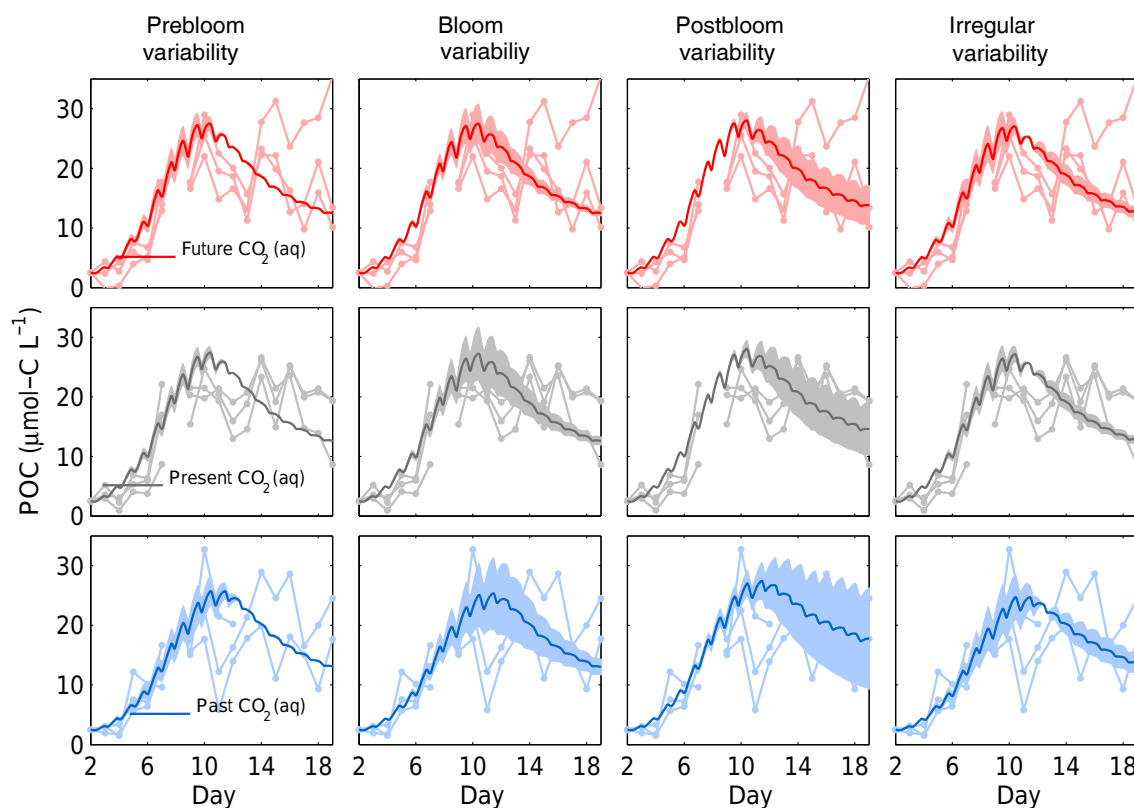 Prebloom variability
Bloom variabiliy
Postbloom variability
Irregular variability
30
20
10
0
Future CO2 (aq)
POC (μmol–C L−1)
30
20
10
0
Present CO2 (aq)
30
20
10
0
Past CO2 (aq)
2 6 10 14 18
2 6 10 14 18
2 6 10 14 18
2 6 10 14 18
Day
Day
Day
Day